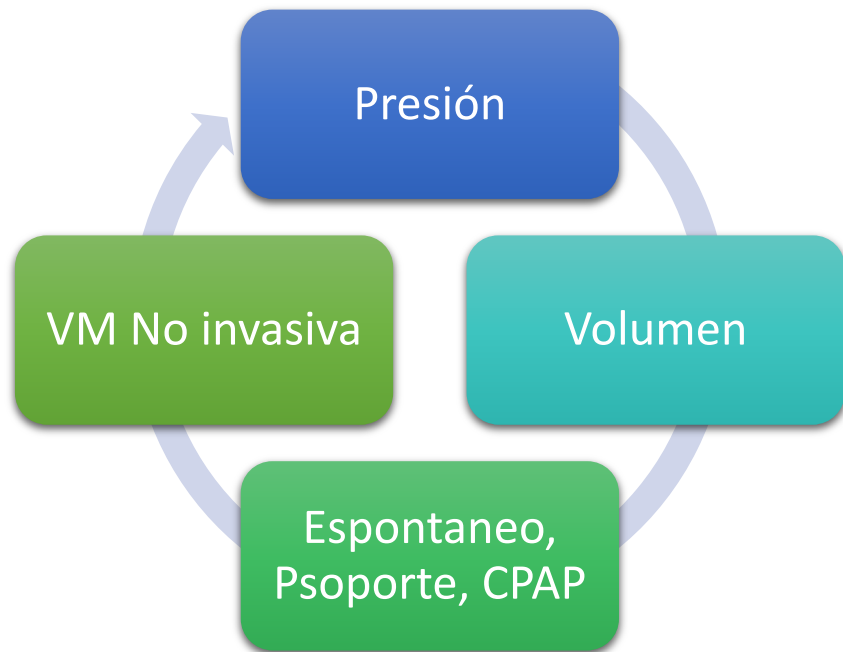 Presión
Volumen
Espontaneo,
Psoporte, CPAP
VM No invasiva